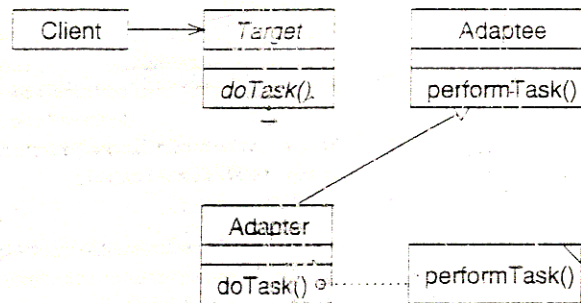 Client
Target
Adaptee
doTask()
performTask()
Adapter
doTask()
performTask()